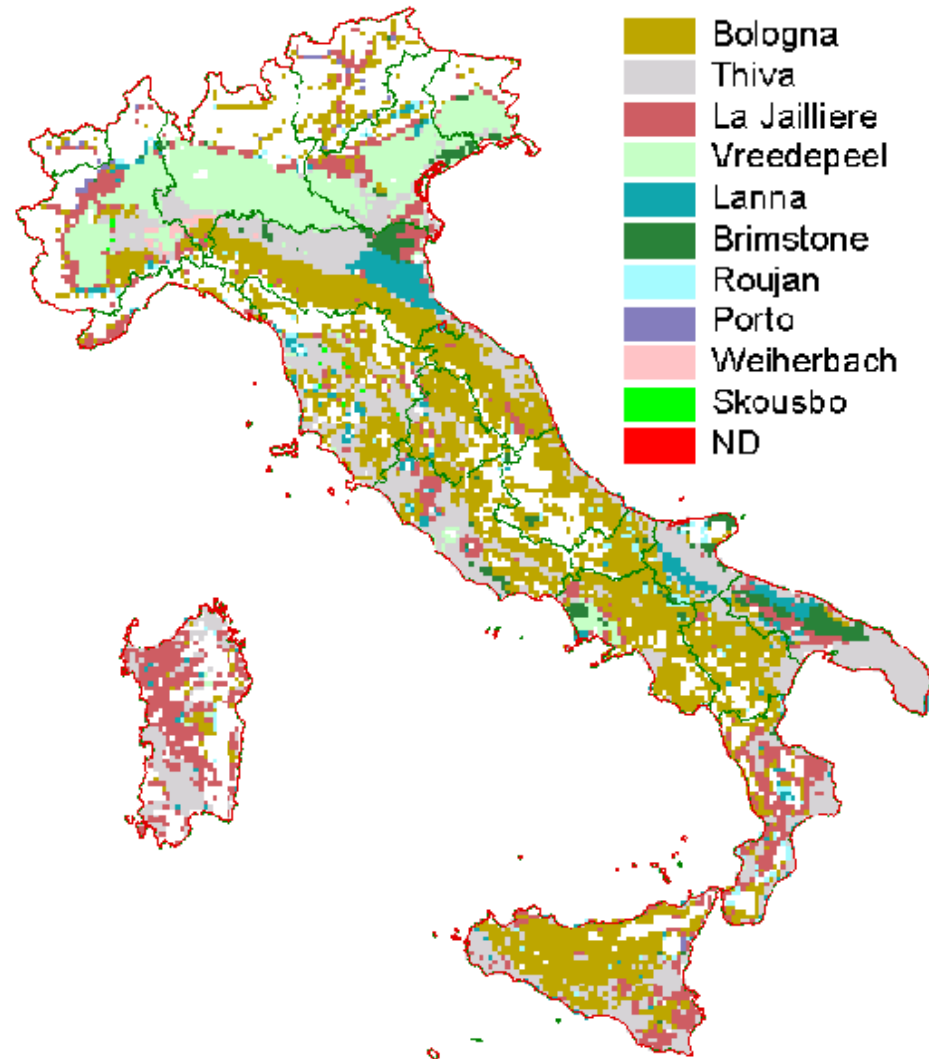 Bologna
Thiva
La Jailliere
Vreedepeel
Lanna
Brimstone
Roujan
Porto
Weiherbach
Skousbo
ND